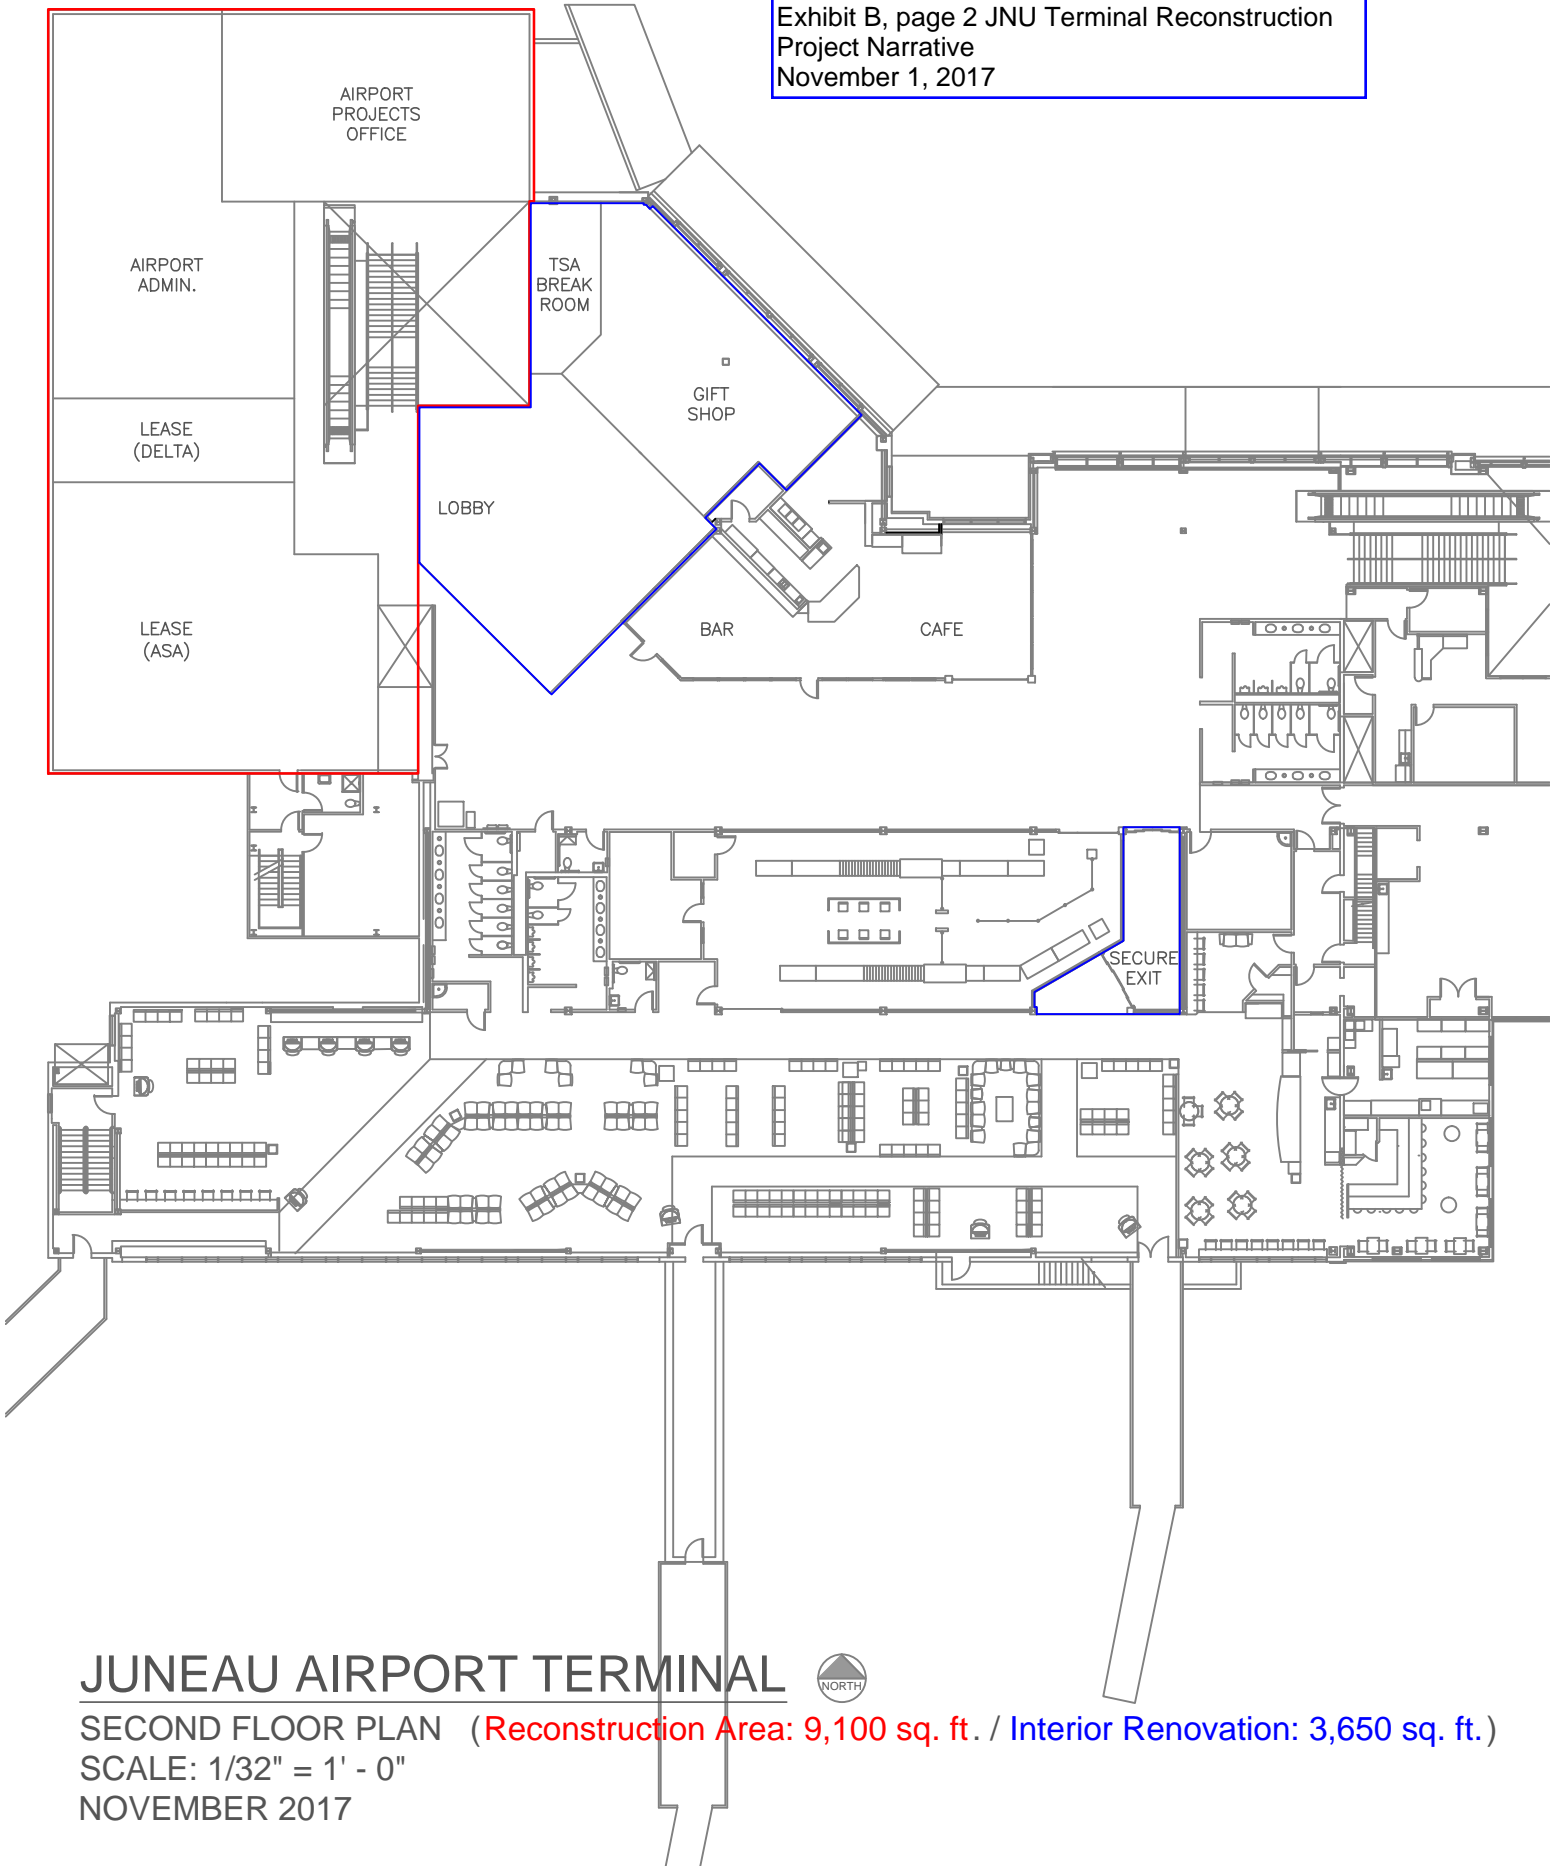 Exhibit B, page 2 JNU Terminal Reconstruction
Project Narrative
November 1, 2017
AIRPORT
PROJECTS
OFFICE
AIRPORT
ADMIN.
TSA
BREAK
ROOM
GIFT
SHOP
LEASE
(DELTA)
LOBBY
LEASE
(ASA)
BAR
CAFE
SECURE
EXIT
JUNEAU AIRPORT TERMINAL
NORTH
SECOND FLOOR PLAN (Reconstruction Area: 9,100 sq. ft. / Interior Renovation: 3,650 sq. ft.)
SCALE: 1/32" = 1' - 0"
NOVEMBER 2017